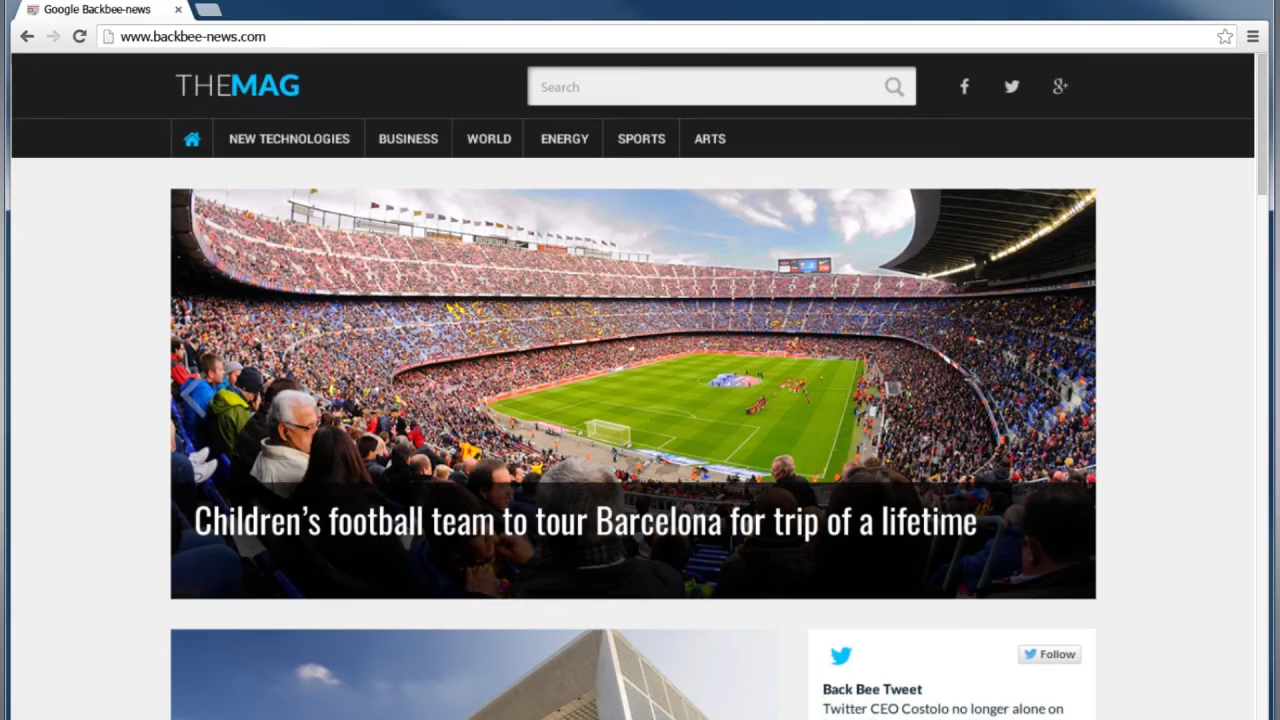 Google Backbee-news
www.backbee-news.com
THEMAG
Search
NEW TECHNOLOGIES
BUSINESS
WORLD
ENERGY
SPORTS
ARTS
Children's football team to tour Barcelona for trip of a lifetime
Follow
Back Bee Tweet
Twitter CEO Costolo no longer alone on